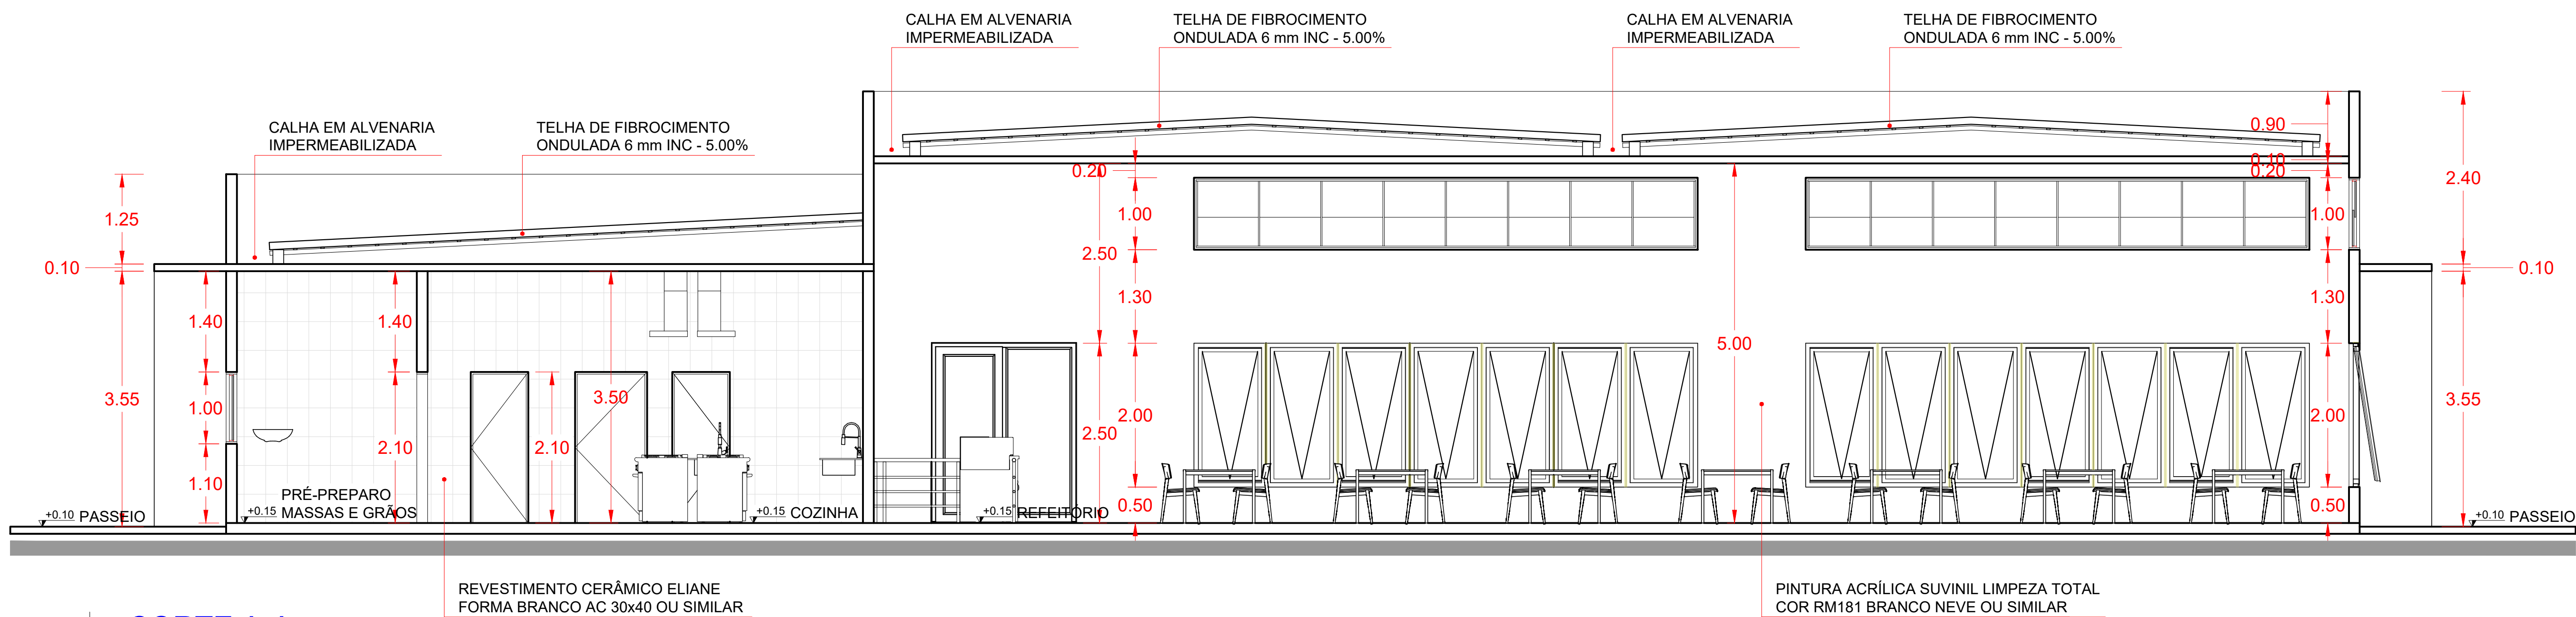 CALHA EM ALVENARIA
IMPERMEABILIZADA
TELHA DE FIBROCIMENTO
ONDULADA 6 mm INC - 5.00%
CALHA EM ALVENARIA
IMPERMEABILIZADA
TELHA DE FIBROCIMENTO
ONDULADA 6 mm INC - 5.00%
CALHA EM ALVENARIA
IMPERMEABILIZADA
TELHA DE FIBROCIMENTO
ONDULADA 6 mm INC - 5.00%
0.90
0.10
0.20
0.20
2.40
1.25
1.00
1.00
2.50
0.10
0.10
1.30
1.30
1.40
1.40
5.00
3.50
3.55
3.55
1.00
2.00
2.00
2.50
2.10
2.10
1.10
0.50
0.50
PRÉ-PREPARO
+0.15 MASSAS E GRÃOS
+0.15 COZINHA
+0.15 REFEITÓRIO
+0.10 PASSEIO
+0.10 PASSEIO
REVESTIMENTO CERÂMICO ELIANE
FORMA BRANCO AC 30x40 OU SIMILAR
PINTURA ACRÍLICA SUVINIL LIMPEZA TOTAL
COR RM181 BRANCO NEVE OU SIMILAR